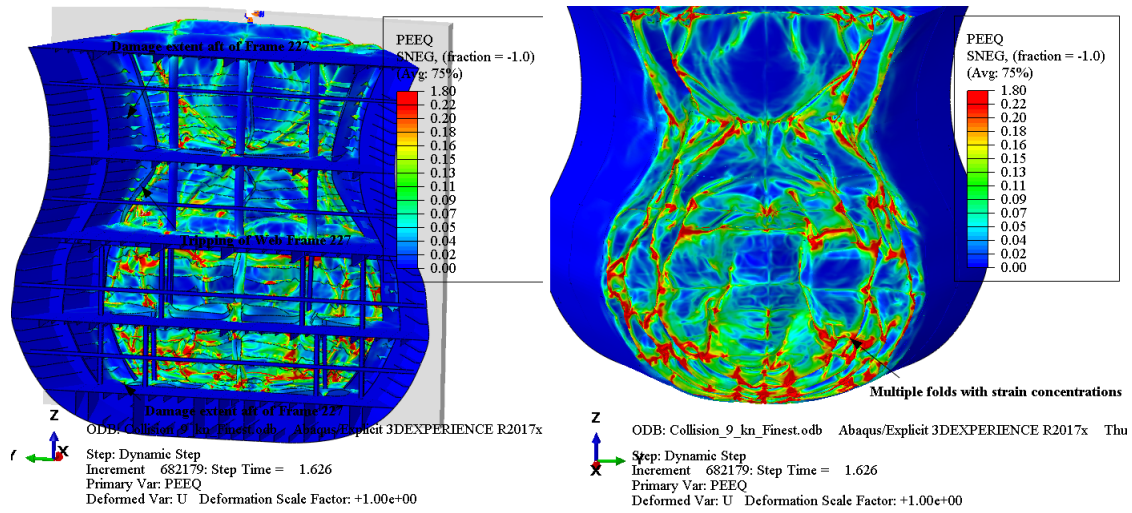 Damage extent aft of Frame 227
PEEQ
SNEG, (fraction = -1.0)
(Avg: 75%)
1.80
0.22
0.20
0.18
0.16
0.15
0.13
0.11
0.09
0.07
0.05
0.04
0.02
0.00
Tripping of Web Frame 227
Damage extent aft of Frame 227
Z
Y
X
ODB: Collision_9_kn_Finest.odb Abaqus/Explicit 3DEXPERIENCE R2017x
Step: Dynamic Step
Increment 682179: Step Time = 1.626
Primary Var: PEEQ
Deformed Var: U Deformation Scale Factor: +1.00e+00
PEEQ
SNEG, (fraction = -1.0)
(Avg: 75%)
1.80
0.22
0.20
0.18
0.16
0.15
0.13
0.11
0.09
0.07
0.05
0.04
0.02
0.00
Multiple folds with strain concentrations
Z
Y
X
ODB: Collision_9_kn_Finest.odb Abaqus/Explicit 3DEXPERIENCE R2017x Thu
Step: Dynamic Step
Increment 682179: Step Time = 1.626
Primary Var: PEEQ
Deformed Var: U Deformation Scale Factor: +1.00e+00